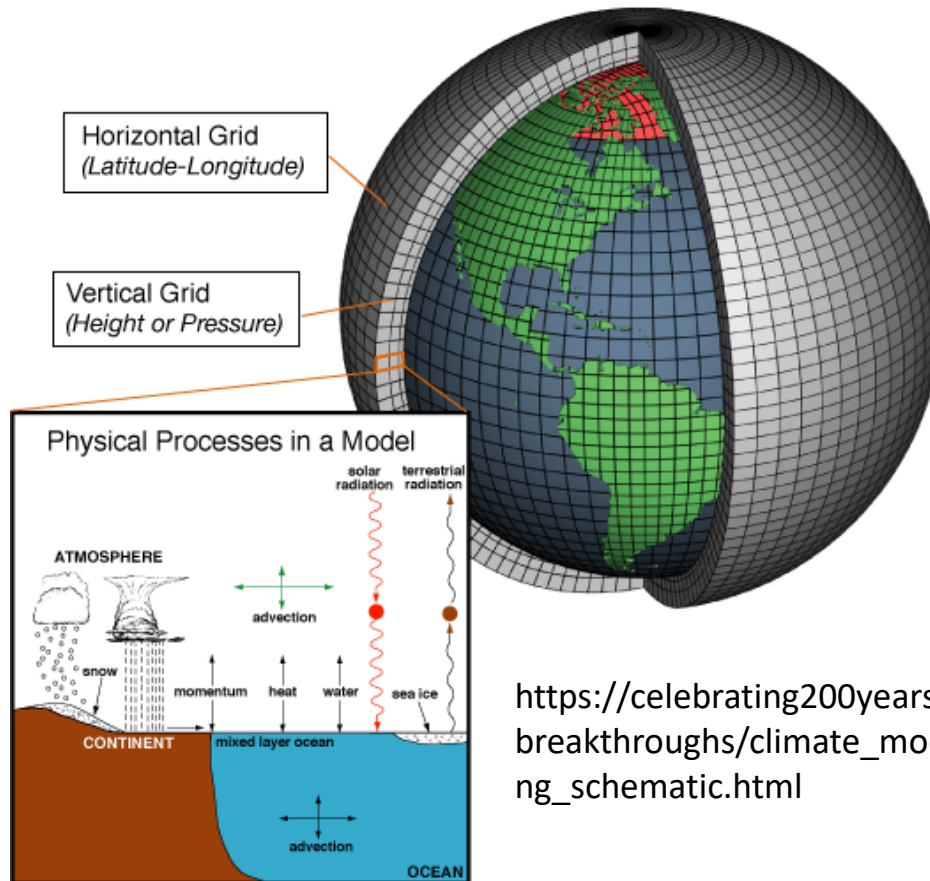 Horizontal Grid
(Latitude-Longitude)
Vertical Grid
(Height or Pressure)
Physical Processes in a Model
solar
radiation
terrestrial
radiation
ATMOSPHERE
advection
snow
momentum
heat
water
sea ice
CONTINENT
mixed layer ocean
advection
OCEAN
https://celebrating200years
breakthroughs/climate_mo
ng_schematic.html